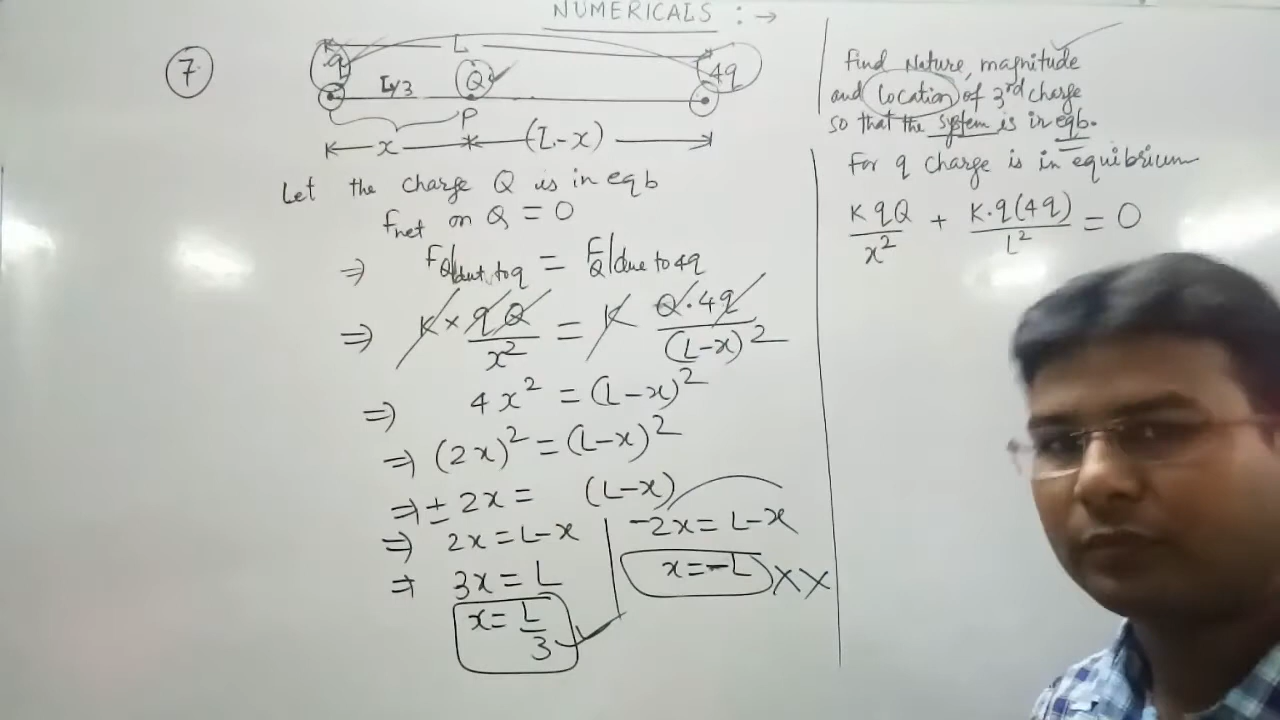 NUMERICALS : →
7
L
q
4q
L/3
Q
P
x
(L-x)
Let the charge Q is in eqb
Fnet on Q = 0
⇒ FQ|due to q = FQ|due to 4q
⇒ K × qQ/x² = K Q·4q/(L-x)²
⇒ 4x² = (L-x)²
⇒ (2x)² = (L-x)²
⇒ ± 2x = (L-x)
⇒ 2x = L-x
⇒ 3x = L
x = L/3
-2x = L-x
x = -L XX
find Nature, magnitude
and location of 3rd charge
so that the system is in eqb.
For q charge is in equibrium
KqQ/x² + K.q(4q)/L² = 0